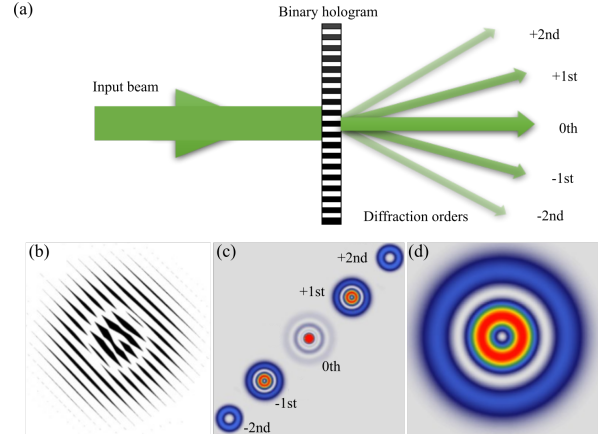 (a)
Binary hologram
+2nd
Input beam
+1st
0th
-1st
Diffraction orders
-2nd
(b)
(c)
+2nd
+1st
0th
-1st
-2nd
(d)